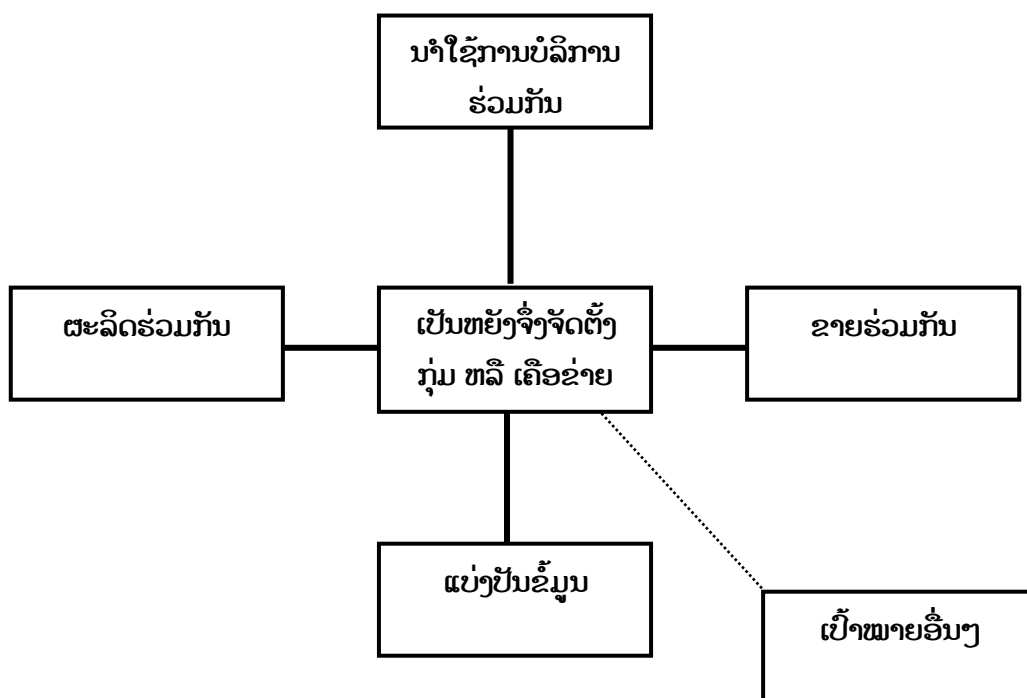 ນຳໃຊ້ການບໍລິການ
ຮ່ວມກັນ
ຜະລິດຮ່ວມກັນ
ເປັນຫຍັງຈຶ່ງຈັດຕັ້ງ
ກຸ່ມ ຫລື ເຄືອຂ່າຍ
ຂາຍຮ່ວມກັນ
ແບ່ງປັນຂໍ້ມູນ
ເປົ້າໝາຍອື່ນໆ